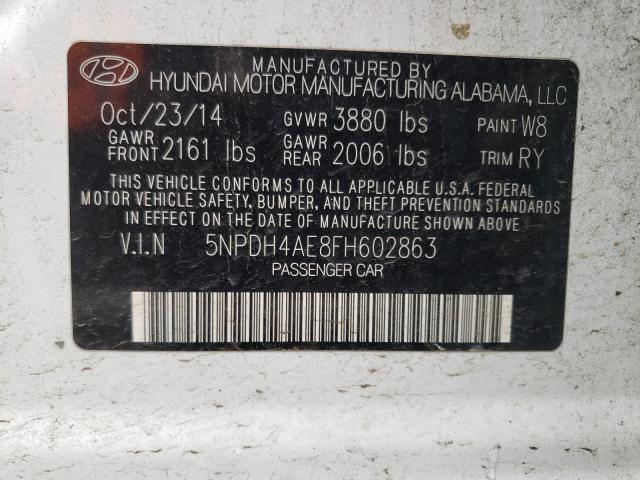 MANUFACTURED BY
HYUNDAI MOTOR MANUFACTURING ALABAMA, LLC
Oct/23/14 GVWR 3880 lbs PAINT W8
GAWR FRONT 2161 lbs GAWR REAR 2006 lbs TRIM RY
THIS VEHICLE CONFORMS TO ALL APPLICABLE U.S.A. FEDERAL
MOTOR VEHICLE SAFETY, BUMPER, AND THEFT PREVENTION STANDARDS
IN EFFECT ON THE DATE OF MANUFACTURE SHOWN ABOVE.
V.I.N 5NPDH4AE8FH602863
PASSENGER CAR